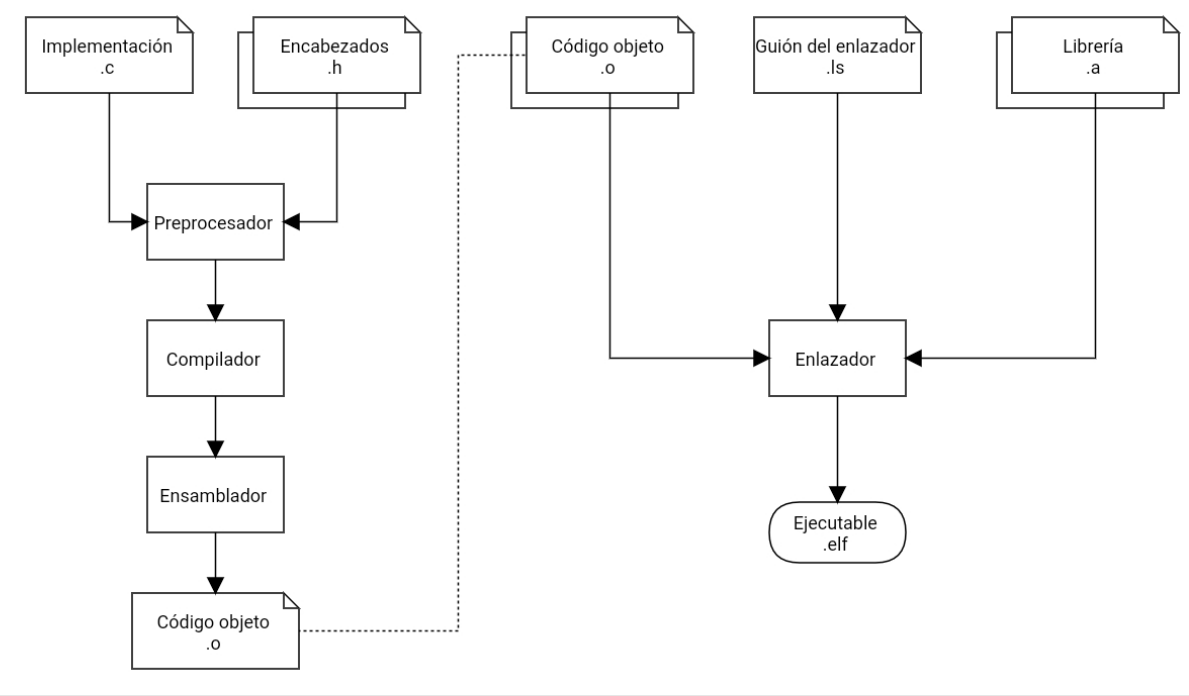 Implementación
.c
Encabezados
.h
Código objeto
.o
Guión del enlazador
.ls
Librería
.a
Preprocesador
Compilador
Enlazador
Ensamblador
Ejecutable
.elf
Código objeto
.o